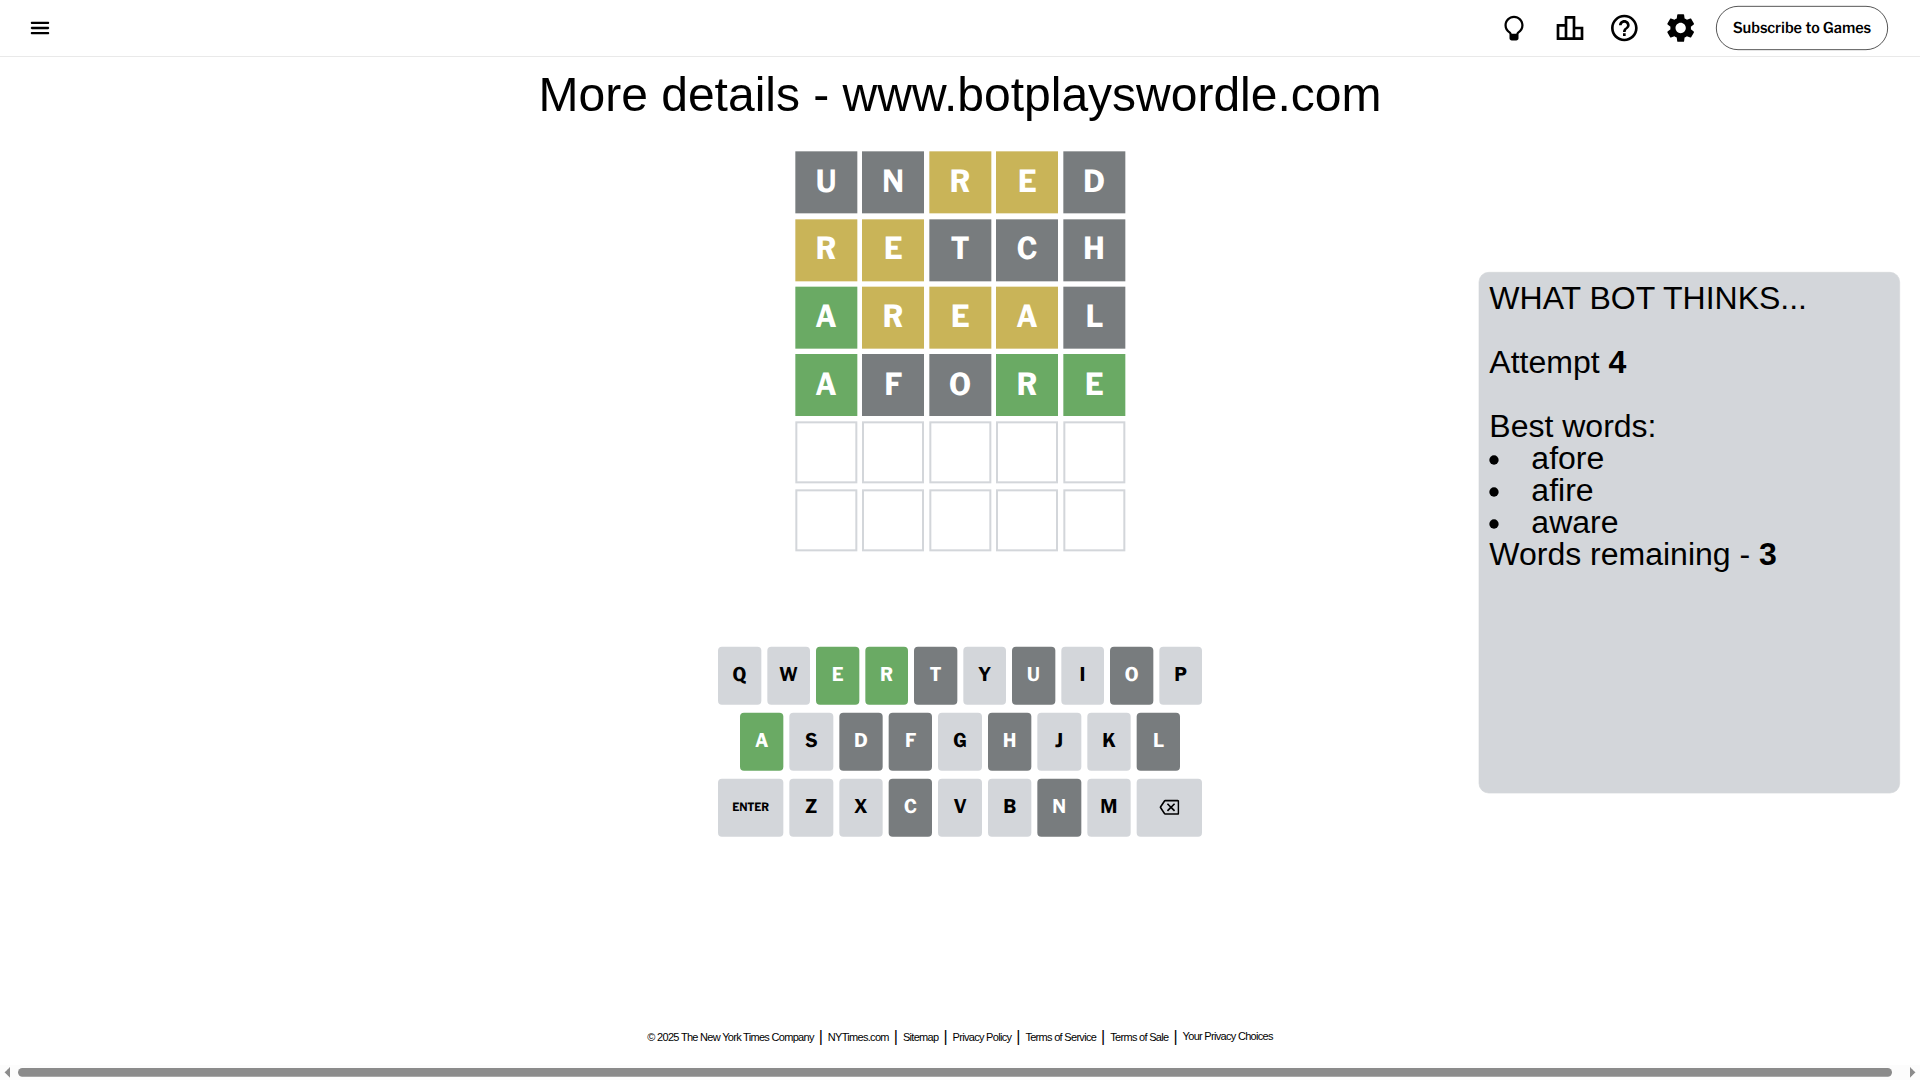 Subscribe to Games
More details - www.botplayswordle.com
U N R E D
R E T C H
A R E A L
A F O R E
WHAT BOT THINKS...
Attempt 4
Best words:
• afore
• afire
• aware
Words remaining - 3
Q W E R T Y U I O P
A S D F G H J K L
ENTER Z X C V B N M
© 2025 The New York Times Company | NYTimes.com | Sitemap | Privacy Policy | Terms of Service | Terms of Sale | Your Privacy Choices